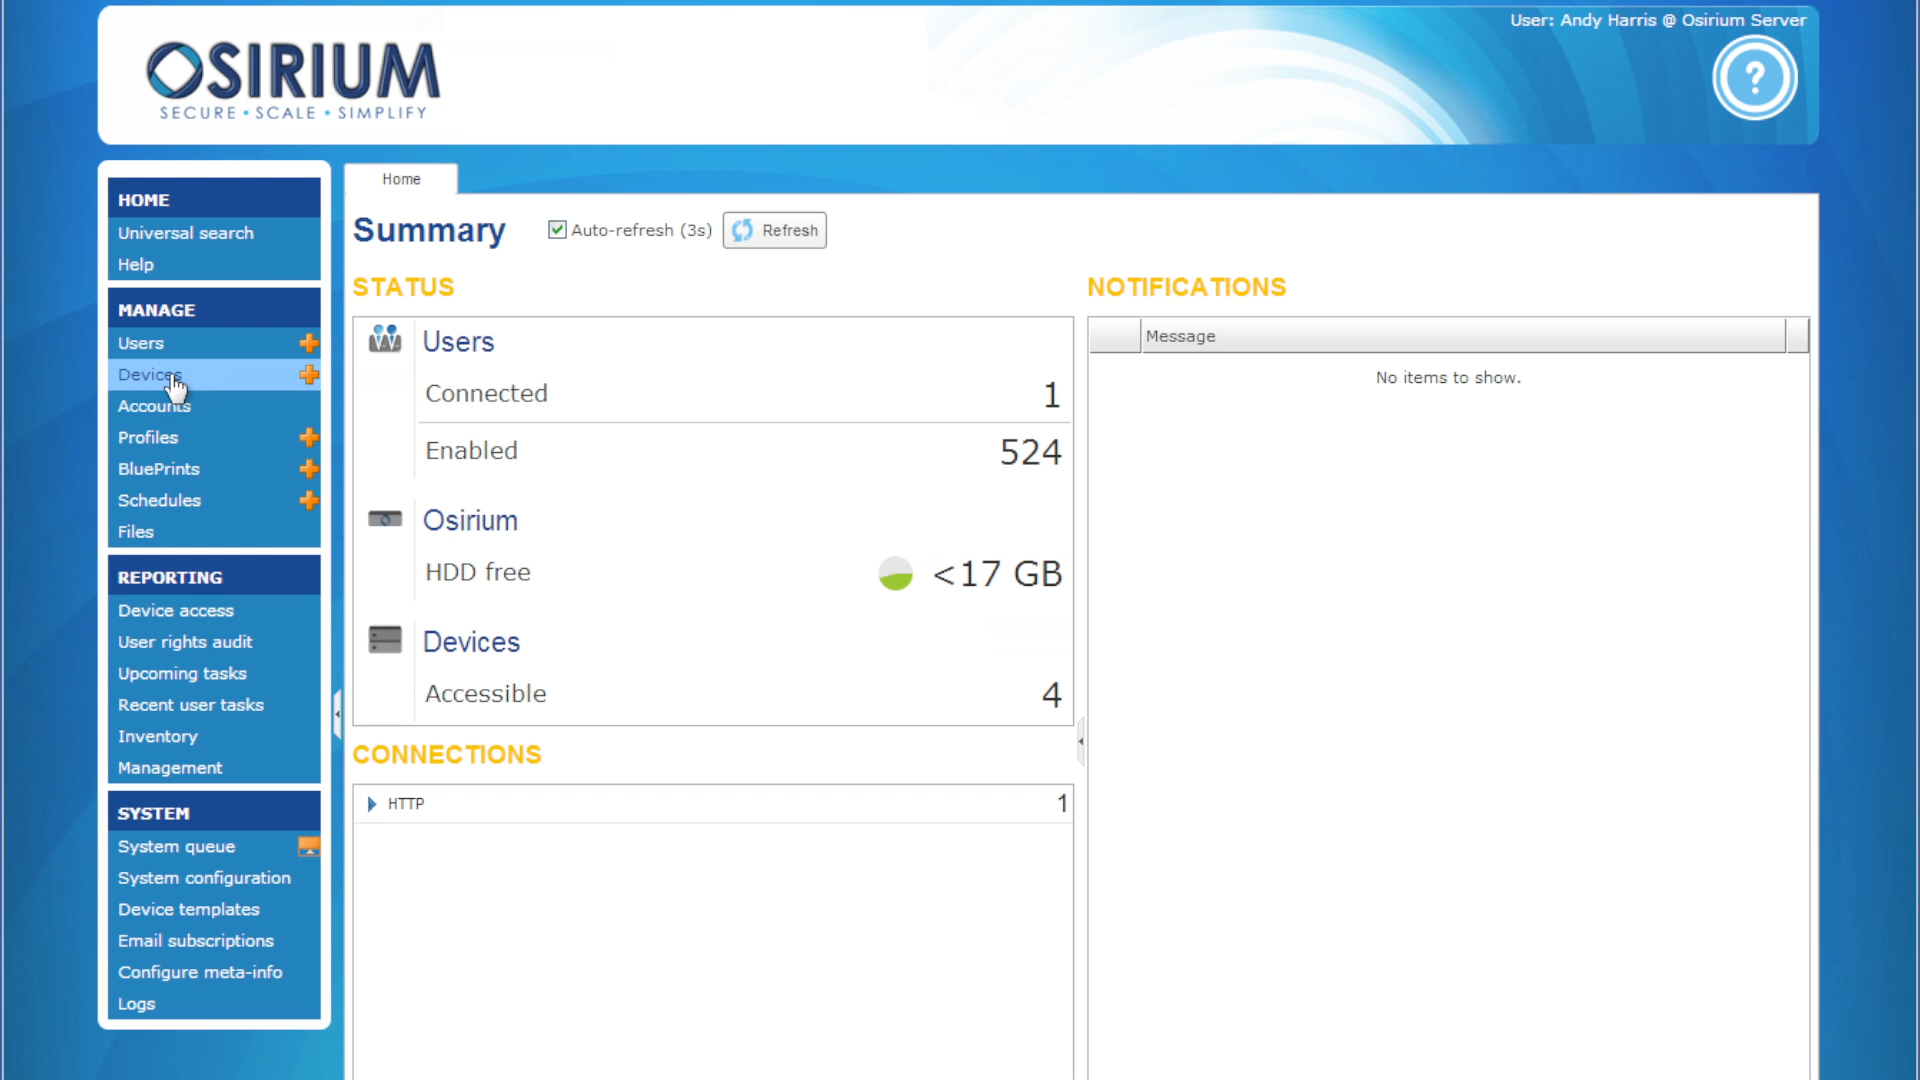 User: Andy Harris @ Osirium Server
OSIRIUM
SECURE • SCALE • SIMPLIFY
?
HOME
Universal search
Help
MANAGE
Users
Devices
Accounts
Profiles
BluePrints
Schedules
Files
REPORTING
Device access
User rights audit
Upcoming tasks
Recent user tasks
Inventory
Management
SYSTEM
System queue
System configuration
Device templates
Email subscriptions
Configure meta-info
Logs
Home
Summary
Auto-refresh (3s)
Refresh
STATUS
Users
Connected 1
Enabled 524
Osirium
HDD free <17 GB
Devices
Accessible 4
CONNECTIONS
HTTP 1
NOTIFICATIONS
Message
No items to show.